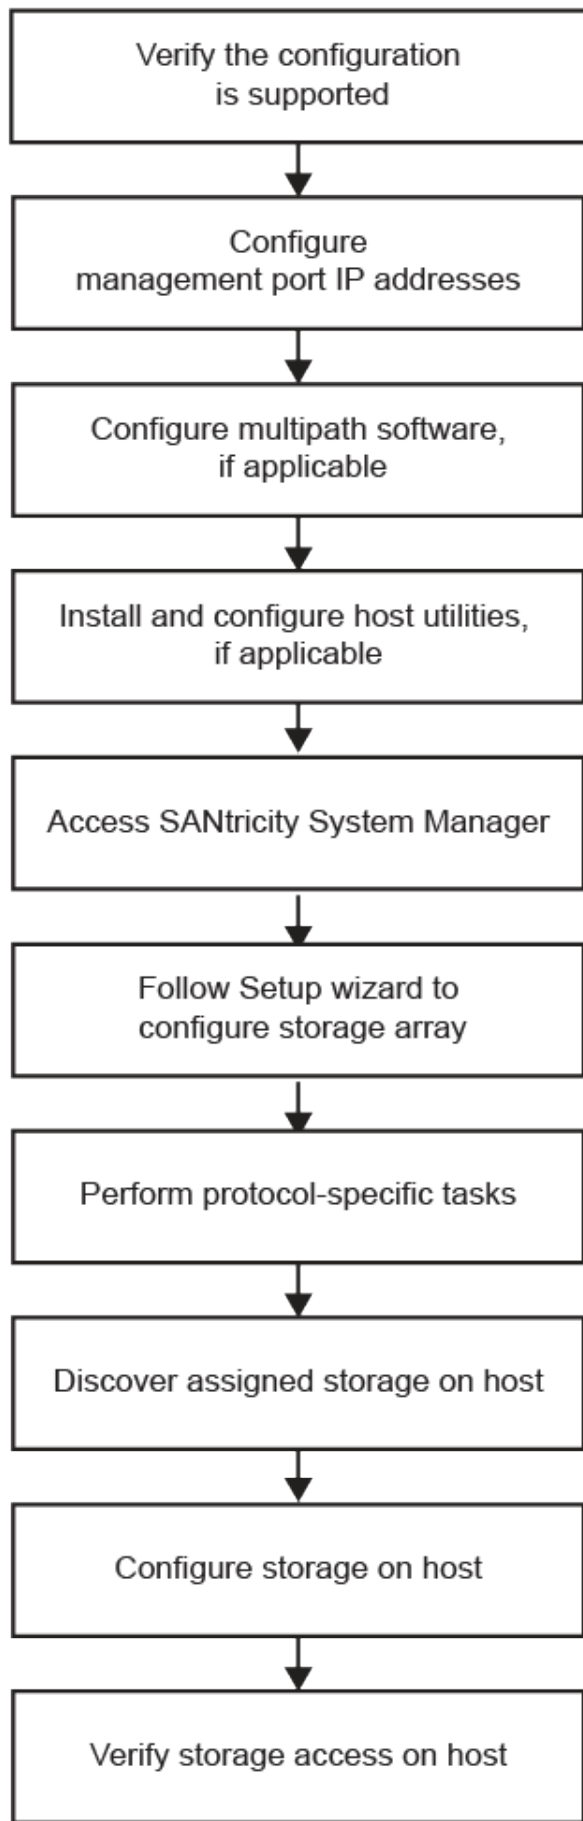 Verify the configuration
is supported
Configure
management port IP addresses
Configure multipath software,
if applicable
Install and configure host utilities,
if applicable
Access SANtricity System Manager
Follow Setup wizard to
configure storage array
Perform protocol-specific tasks
Discover assigned storage on host
Configure storage on host
Verify storage access on host